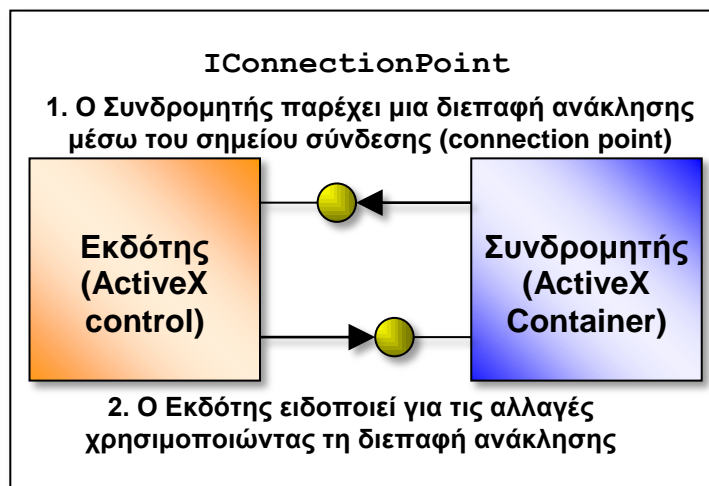 IConnectionPoint
1. Ο Συνδρομητής παρέχει μια διεπαφή ανάκλησης
μέσω του σημείου σύνδεσης (connection point)
Εκδότης
(ActiveX
control)
Συνδρομητής
(ActiveX
Container)
2. Ο Εκδότης ειδοποιεί για τις αλλαγές
χρησιμοποιώντας τη διεπαφή ανάκλησης